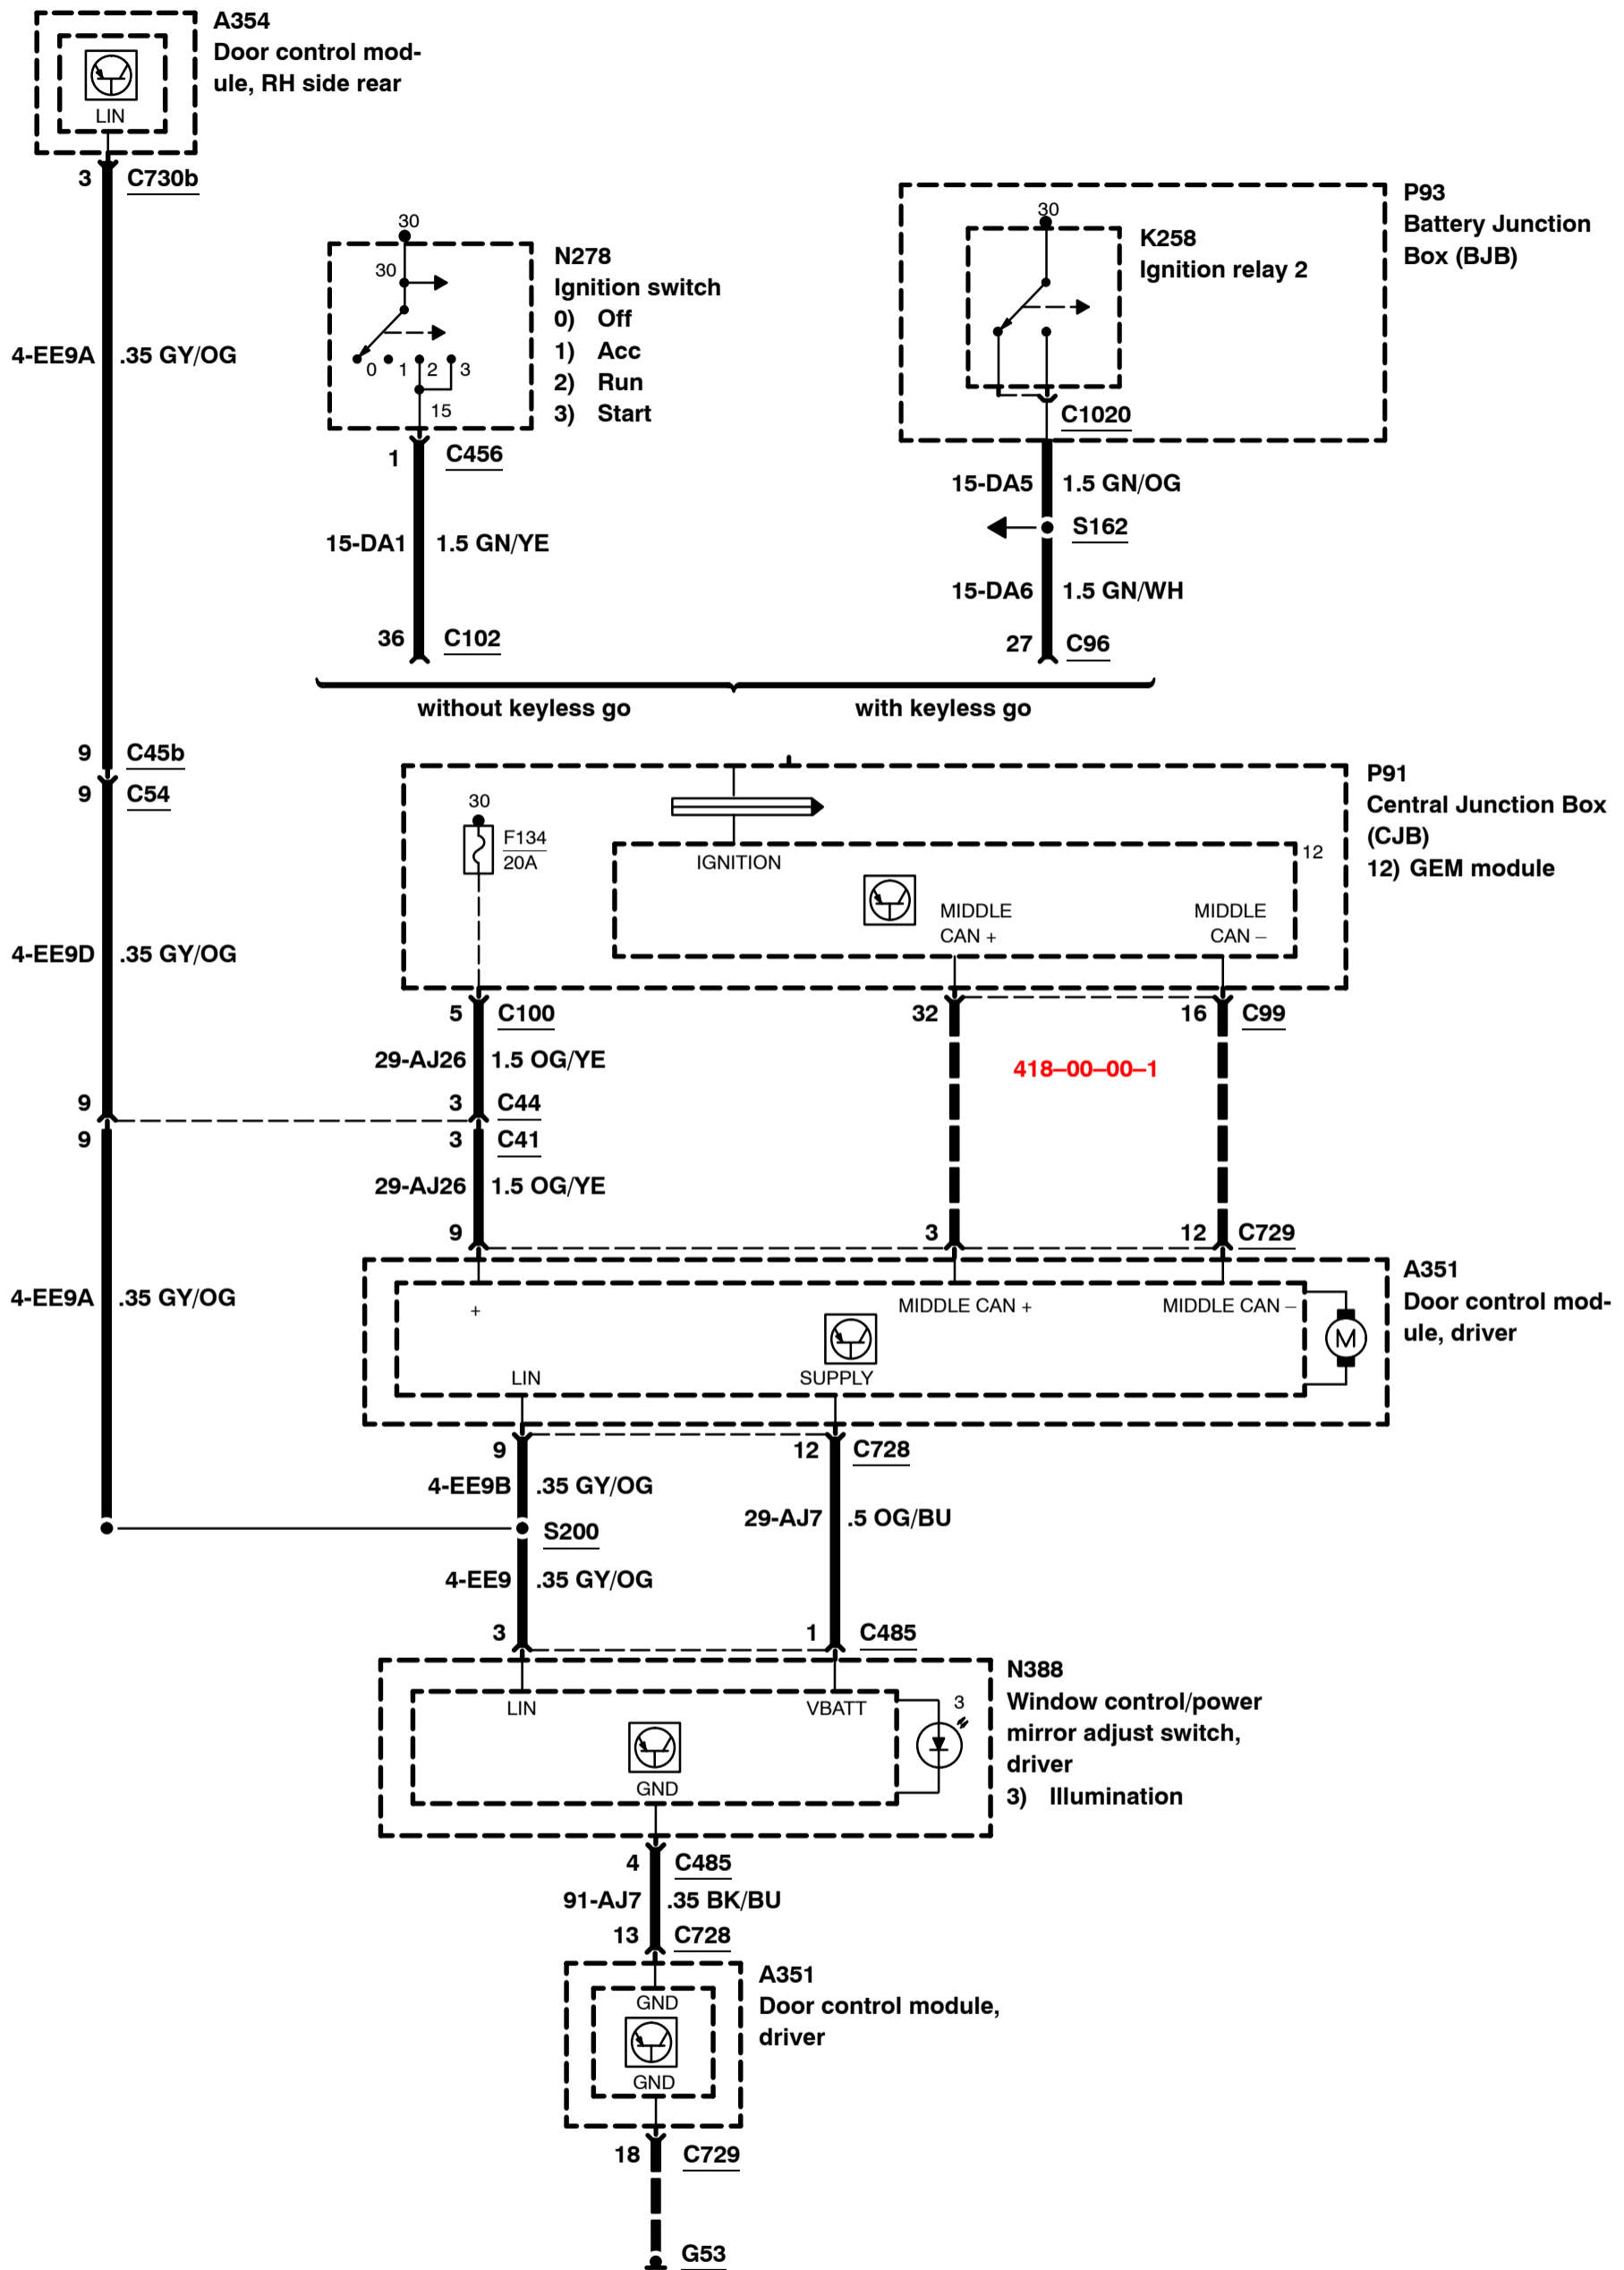 A354
Door control mod-
ule, RH side rear
LIN
3 C730b
4-EE9A .35 GY/OG
30
30
0 1 2 3
15
N278
Ignition switch
0) Off
1) Acc
2) Run
3) Start
1 C456
15-DA1 1.5 GN/YE
36 C102
P93
Battery Junction
Box (BJB)
30
K258
Ignition relay 2
C1020
15-DA5 1.5 GN/OG
S162
15-DA6 1.5 GN/WH
27 C96
without keyless go with keyless go
9 C45b
9 C54
4-EE9D .35 GY/OG
P91
Central Junction Box
(CJB)
12) GEM module
30
F134
20A
IGNITION
12
MIDDLE
CAN +
MIDDLE
CAN –
5 C100
32
16 C99
29-AJ26 1.5 OG/YE
418–00–00–1
9
3 C44
9
3 C41
29-AJ26 1.5 OG/YE
9
3
12 C729
4-EE9A .35 GY/OG
A351
Door control mod-
ule, driver
+
MIDDLE CAN +
MIDDLE CAN –
M
LIN
SUPPLY
9
12 C728
4-EE9B .35 GY/OG
29-AJ7 .5 OG/BU
S200
4-EE9 .35 GY/OG
3
1 C485
N388
Window control/power
mirror adjust switch,
driver
3) Illumination
LIN
VBATT
3
GND
4 C485
91-AJ7 .35 BK/BU
13 C728
A351
Door control module,
driver
GND
GND
18 C729
G53